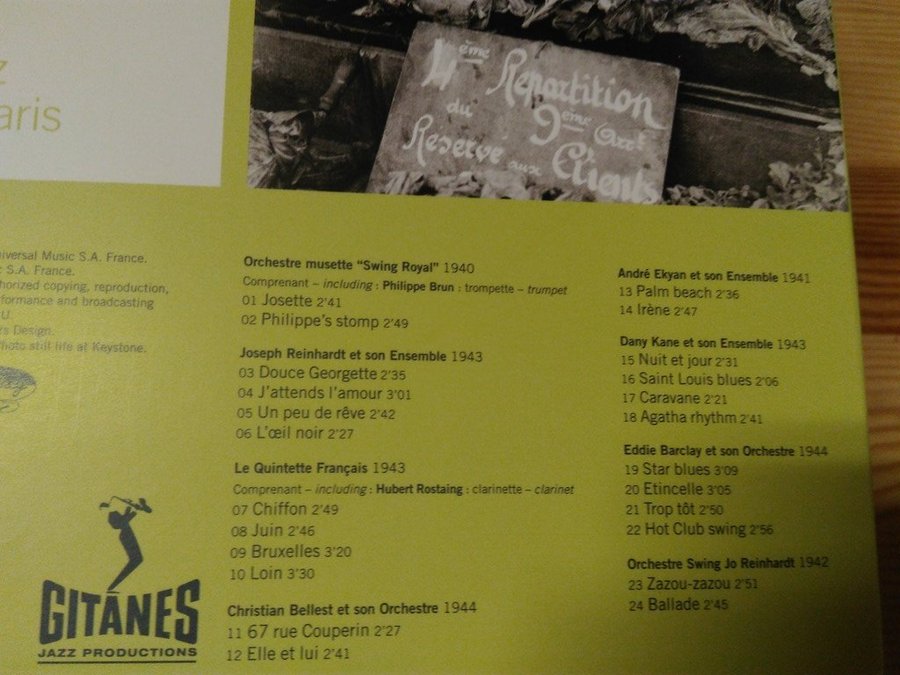 z
aris
4ème Repartition
du 9eme Arrt
Reserve aux Clients
iversal Music S.A. France.
c S.A. France.
thorized copying, reproduction,
rformance and broadcasting
U.
rs Design.
Photo still life at Keystone.
GITANES
JAZZ PRODUCTIONS
Orchestre musette “Swing Royal” 1940
Comprenant – including : Philippe Brun : trompette – trumpet
01 Josette 2'41
02 Philippe's stomp 2'49
Joseph Reinhardt et son Ensemble 1943
03 Douce Georgette 2'35
04 J'attends l'amour 3'01
05 Un peu de rêve 2'42
06 L'œil noir 2'27
Le Quintette Français 1943
Comprenant – including : Hubert Rostaing : clarinette – clarinet
07 Chiffon 2'49
08 Juin 2'46
09 Bruxelles 3'20
10 Loin 3'30
Christian Bellest et son Orchestre 1944
11 67 rue Couperin 2'27
12 Elle et lui 2'41
André Ekyan et son Ensemble 1941
13 Palm beach 2'36
14 Irène 2'47
Dany Kane et son Ensemble 1943
15 Nuit et jour 2'31
16 Saint Louis blues 2'06
17 Caravane 2'21
18 Agatha rhythm 2'41
Eddie Barclay et son Orchestre 1944
19 Star blues 3'09
20 Etincelle 3'05
21 Trop tôt 2'50
22 Hot Club swing 2'56
Orchestre Swing Jo Reinhardt 1942
23 Zazou-zazou 2'51
24 Ballade 2'45